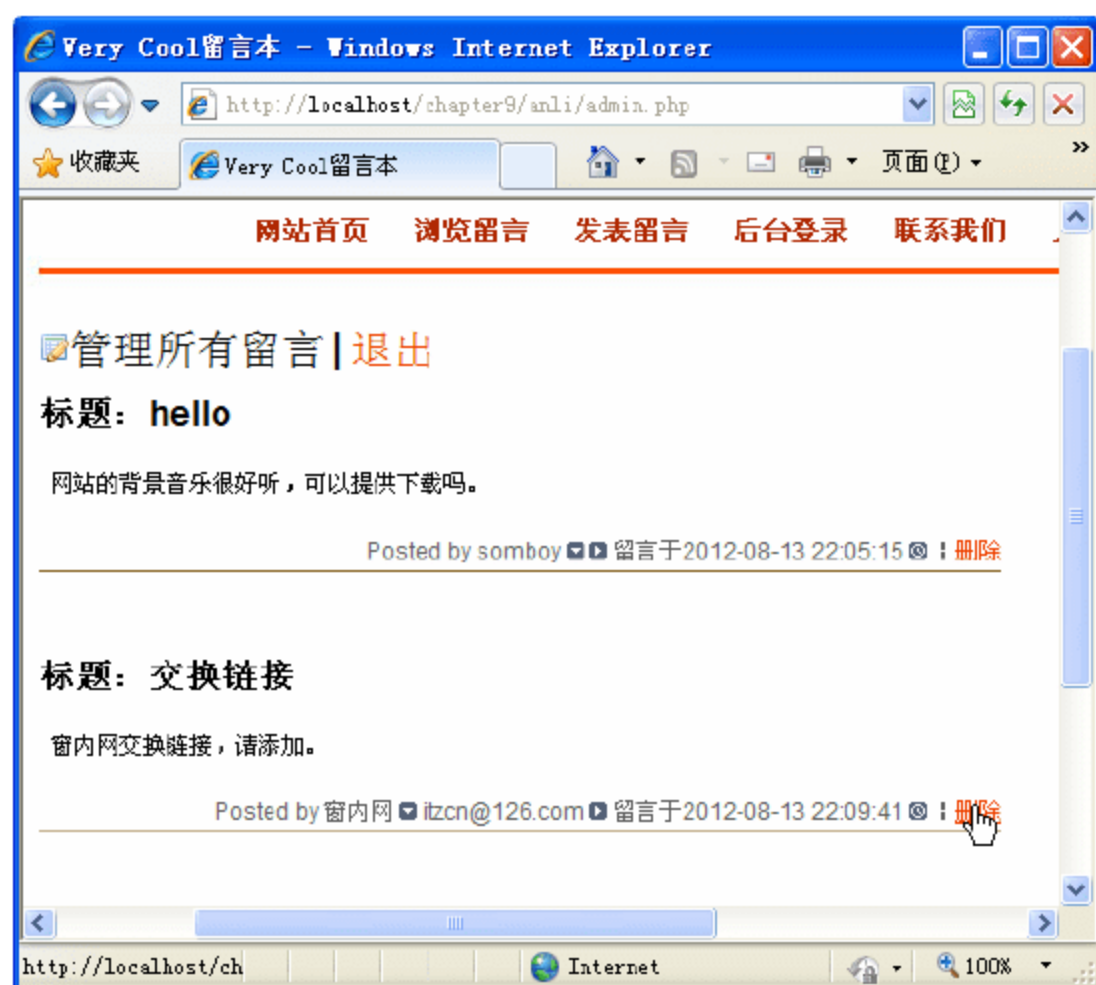 Very Cool留言本 - Windows Internet Explorer
http://localhost/chapter9/anli/admin.php
收藏夹 Very Cool留言本 页面(P) »
网站首页 浏览留言 发表留言 后台登录 联系我们
管理所有留言|退出
标题：hello
网站的背景音乐很好听，可以提供下载吗。
Posted by somboy 留言于2012-08-13 22:05:15 ¦ 删除
标题：交换链接
窗内网交换链接，请添加。
Posted by 窗内网 itzcn@126.com 留言于2012-08-13 22:09:41 ¦ 删除
http://localhost/ch Internet 100%